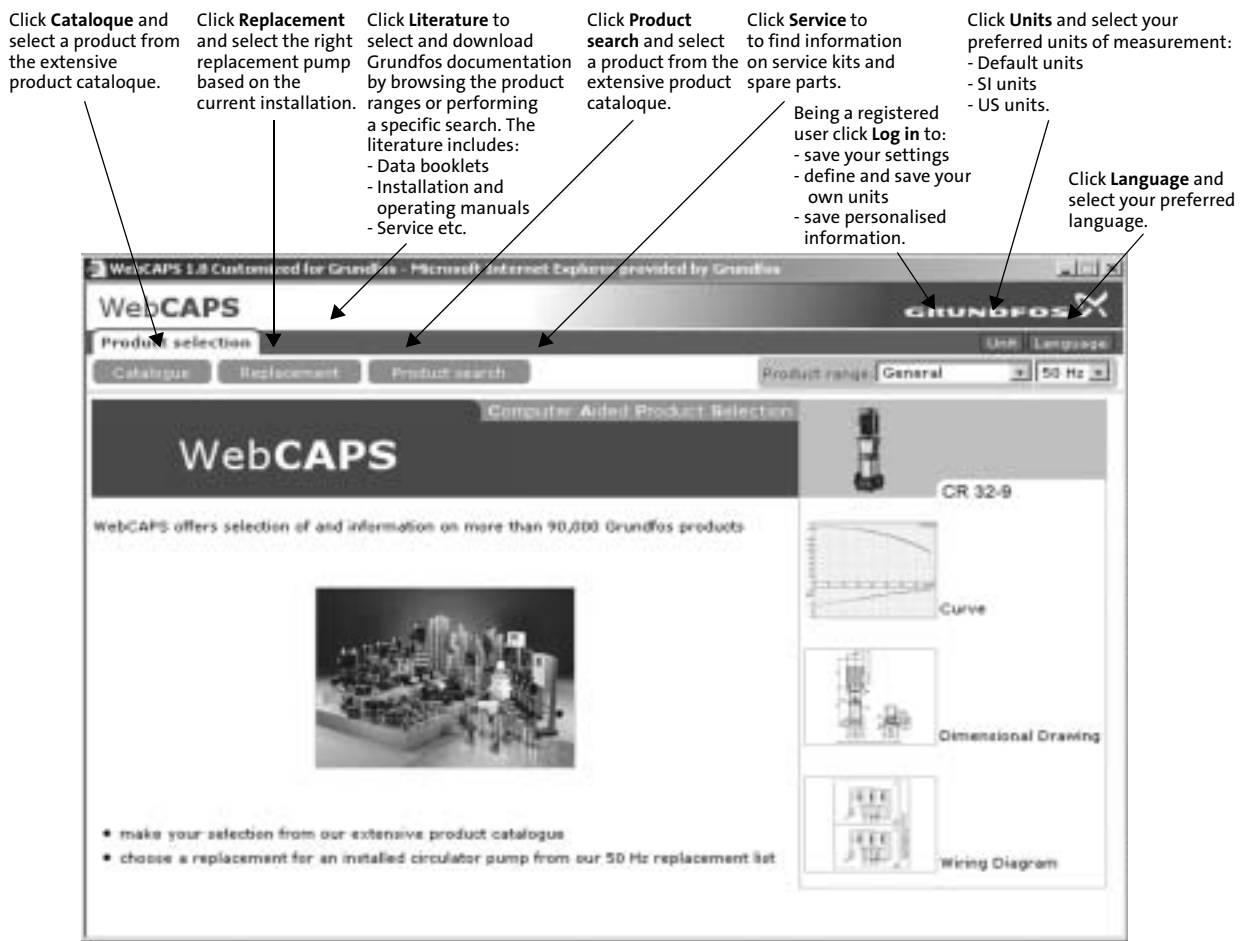 Click Catalogue and
select a product from
the extensive
product cataloque.
Click Replacement
and select the right
replacement pump
based on the
current installation.
Click Literature to
select and download
Grundfos documentation
by browsing the product
ranges or performing
a specific search. The
literature includes:
- Data booklets
- Installation and
operating manuals
- Service etc.
Click Product
search and select
a product from the
extensive product
cataloque.
Click Service to
to find information
on service kits and
spare parts.
Being a registered
user click Log in to:
- save your settings
- define and save your
own units
- save personalised
information.
Click Units and select your
preferred units of measurement:
- Default units
- SI units
- US units.
Click Language and
select your preferred
language.
WebCAPS 1.8 Customized for Grundfos - Microsoft Internet Explorer provided by Grundfos
WebCAPS
GRUNDFOS
Product selection
Unit Language
Catalogue Replacement Product search
Product range: General 50 Hz
Computer Aided Product Selection
WebCAPS
CR 32-9
WebCAPS offers selection of and information on more than 90,000 Grundfos products
Curve
Dimensional Drawing
Wiring Diagram
• make your selection from our extensive product catalogue
• choose a replacement for an installed circulator pump from our 50 Hz replacement list